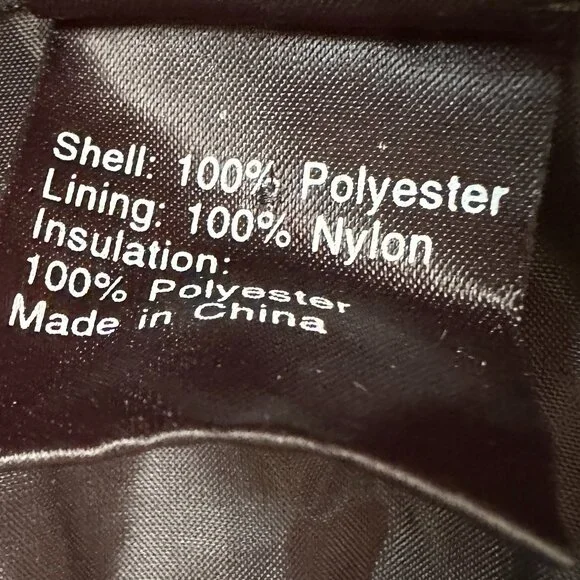 Shell: 100% Polyester
Lining: 100% Nylon
Insulation:
100% Polyester
Made in China